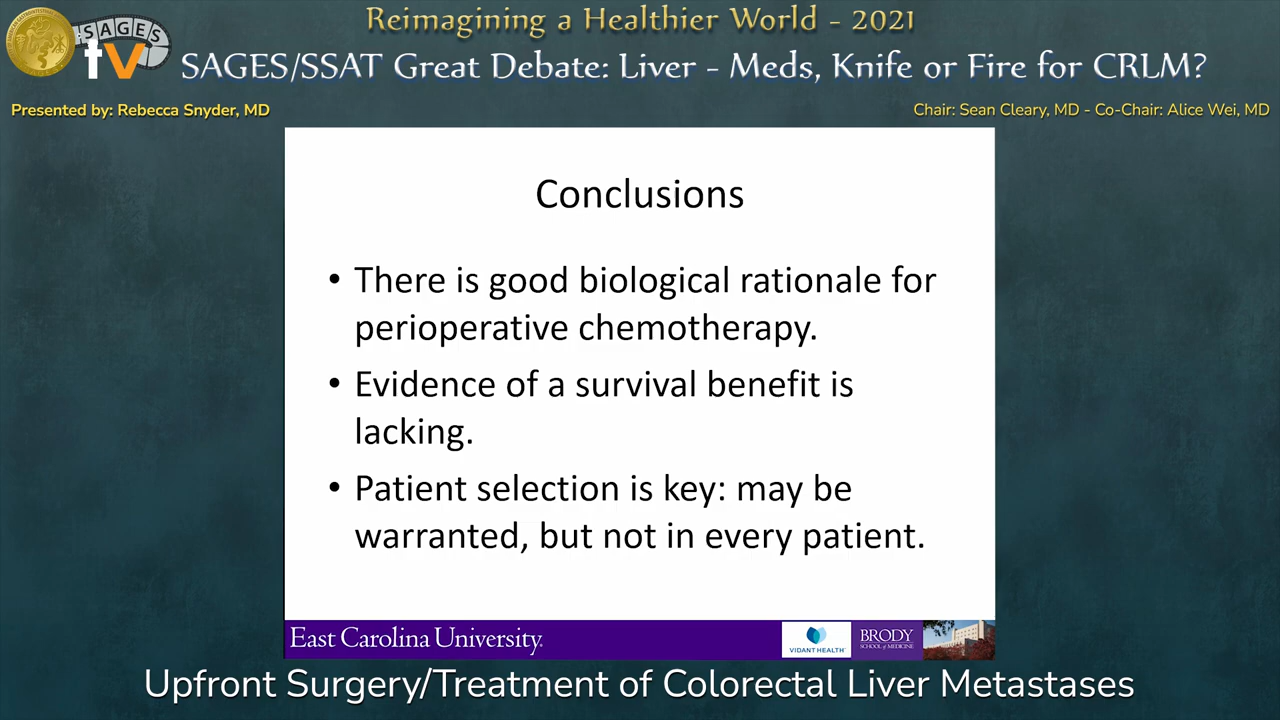 Reimagining a Healthier World - 2021
SAGES
tv
SAGES/SSAT Great Debate: Liver - Meds, Knife or Fire for CRLM?
Presented by: Rebecca Snyder, MD
Chair: Sean Cleary, MD - Co-Chair: Alice Wei, MD
Conclusions
• There is good biological rationale for
perioperative chemotherapy.
• Evidence of a survival benefit is
lacking.
• Patient selection is key: may be
warranted, but not in every patient.
East Carolina University.
VIDANT HEALTH
BRODY
SCHOOL of MEDICINE
Upfront Surgery/Treatment of Colorectal Liver Metastases